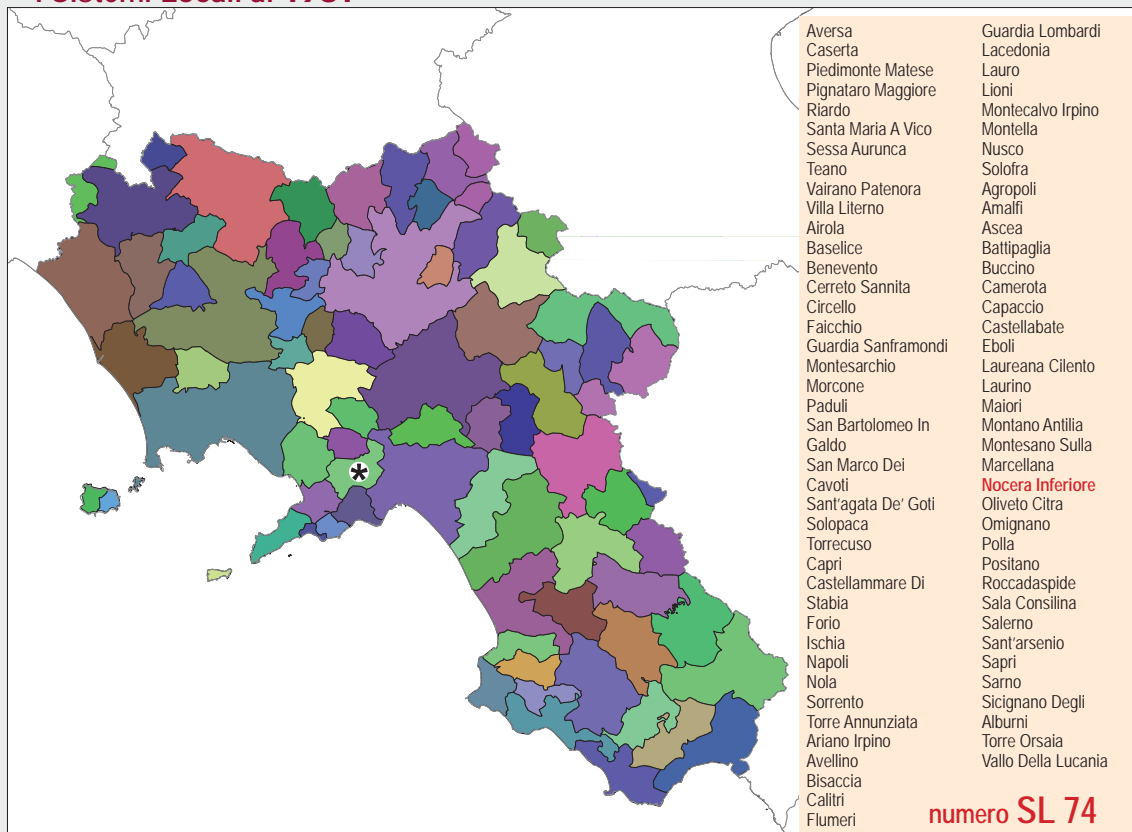 Aversa
Caserta
Piedimonte Matese
Pignataro Maggiore
Riardo
Santa Maria A Vico
Sessa Aurunca
Teano
Vairano Patenora
Villa Literno
Airola
Baselice
Benevento
Cerreto Sannita
Circello
Faicchio
Guardia Sanframondi
Montesarchio
Morcone
Paduli
San Bartolomeo In
Galdo
San Marco Dei
Cavoti
Sant'agata De' Goti
Solopaca
Torrecuso
Capri
Castellammare Di
Stabia
Forio
Ischia
Napoli
Nola
Sorrento
Torre Annunziata
Ariano Irpino
Avellino
Bisaccia
Calitri
Flumeri
Guardia Lombardi
Lacedonia
Lauro
Lioni
Montecalvo Irpino
Montella
Nusco
Solofra
Agropoli
Amalfi
Ascea
Battipaglia
Buccino
Camerota
Capaccio
Castellabate
Eboli
Laureana Cilento
Laurino
Maiori
Montano Antilia
Montesano Sulla
Marcellana
Nocera Inferiore
Oliveto Citra
Omignano
Polla
Positano
Roccadaspide
Sala Consilina
Salerno
Sant'arsenio
Sapri
Sarno
Sicignano Degli
Alburni
Torre Orsaia
Vallo Della Lucania
numero SL 74
*